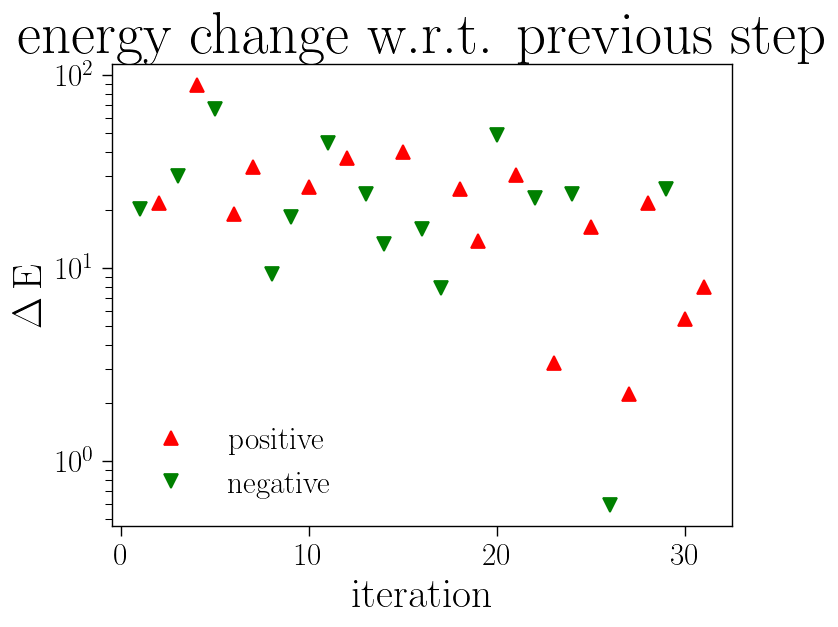 energy change w.r.t. previous step
10²
10¹
10⁰
Δ E
positive
negative
0 10 20 30
iteration